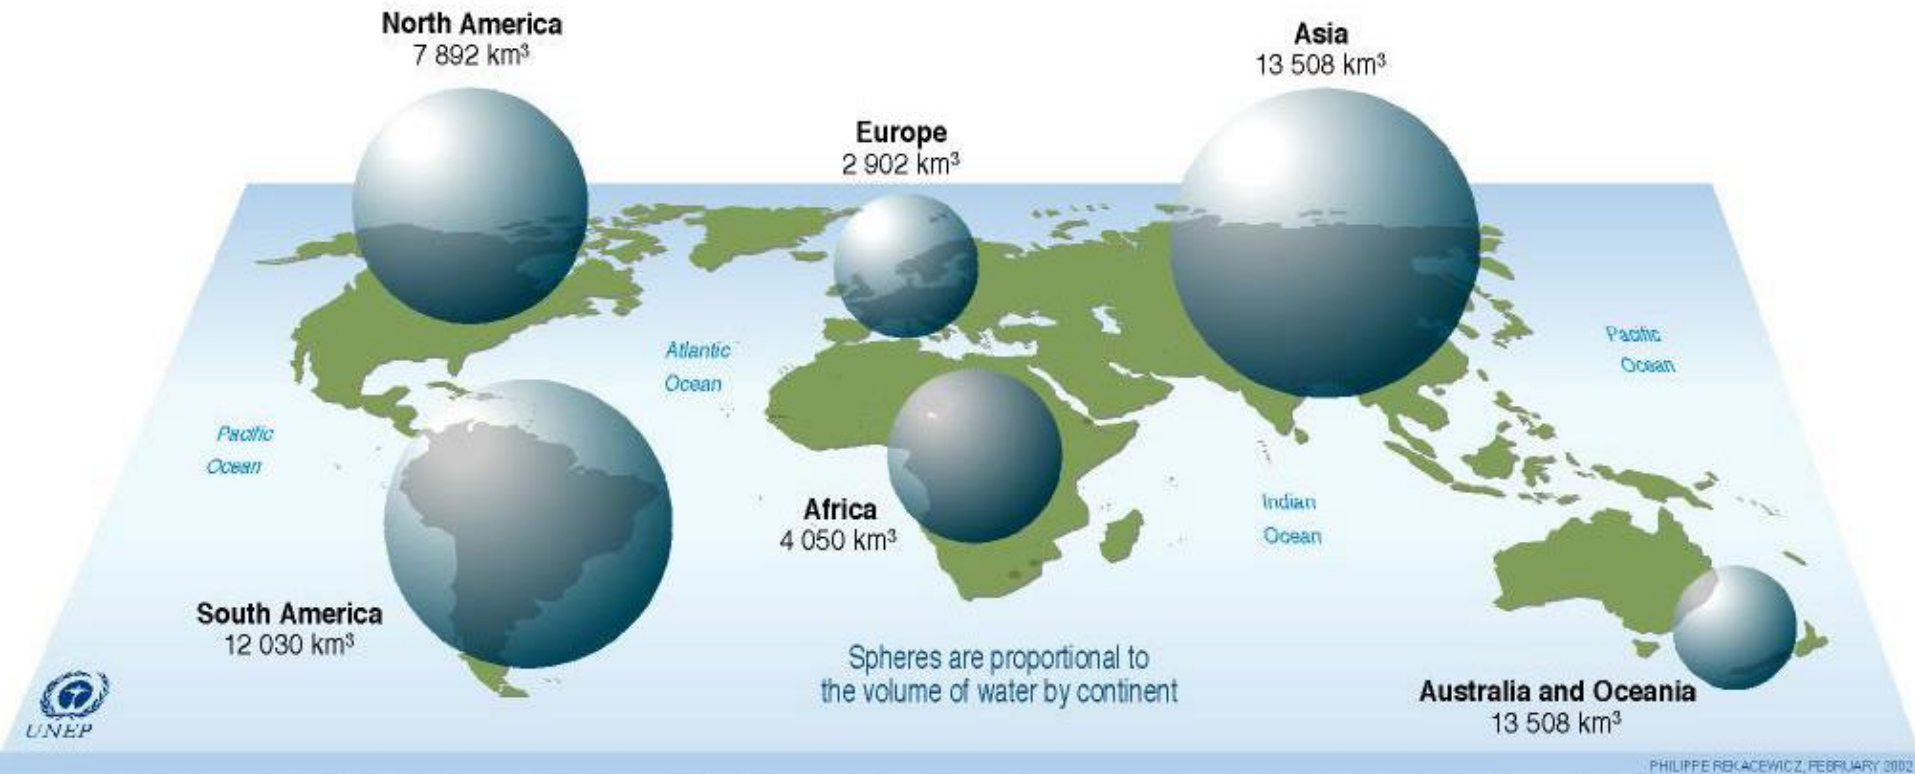 North America
7 892 km³
Asia
13 508 km³
Europe
2 902 km³
Atlantic
Ocean
Pacific
Ocean
Pacific
Ocean
Africa
4 050 km³
Indian
Ocean
South America
12 030 km³
Spheres are proportional to
the volume of water by continent
Australia and Oceania
13 508 km³
UNEP
PHILIPPE REKACEWICZ, FEBRUARY 2002